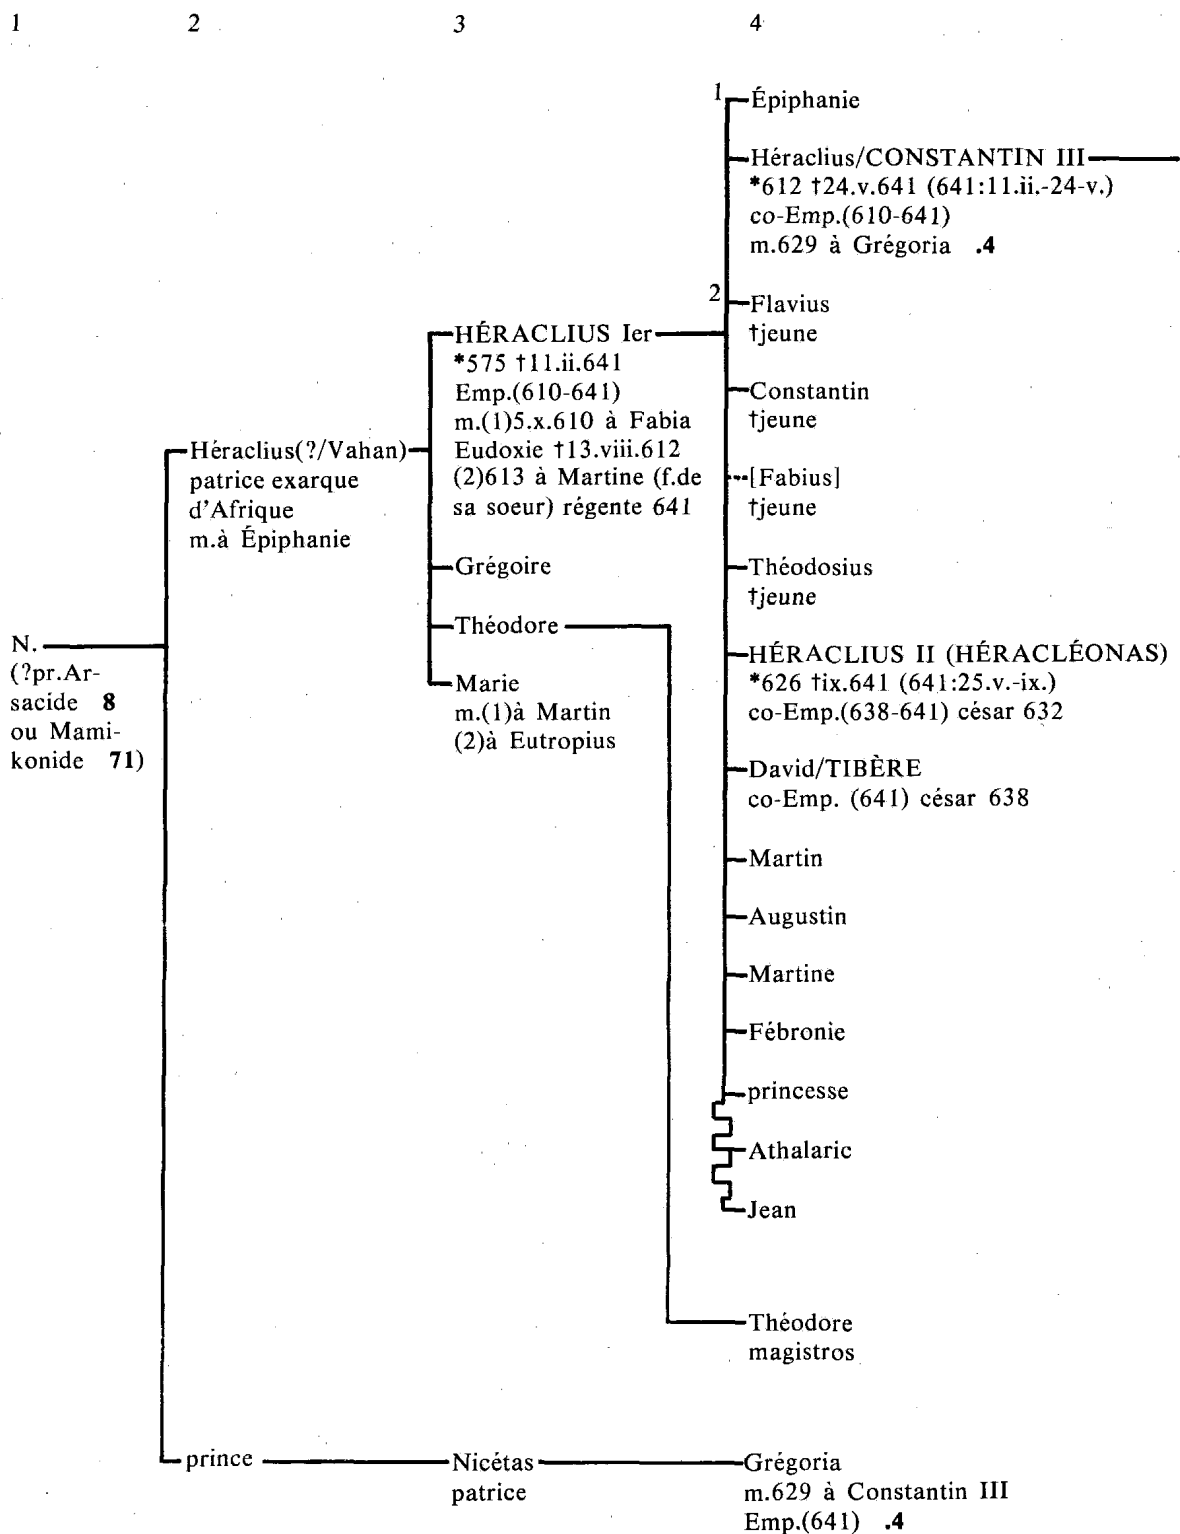 1 2 3 4
N.
(?pr.Ar-
sacide 8
ou Mami-
konide 71)
Héraclius(?/Vahan)
patrice exarque
d'Afrique
m.à Épiphanie
prince
HÉRACLIUS Ier
*575 †11.ii.641
Emp.(610-641)
m.(1)5.x.610 à Fabia
Eudoxie †13.viii.612
(2)613 à Martine (f.de
sa soeur) régente 641
Grégoire
Théodore
Marie
m.(1)à Martin
(2)à Eutropius
Nicétas
patrice
1
Épiphanie
Héraclius/CONSTANTIN III
*612 †24.v.641 (641:11.ii.-24-v.)
co-Emp.(610-641)
m.629 à Grégoria .4
2
Flavius
†jeune
Constantin
†jeune
[Fabius]
†jeune
Théodosius
†jeune
HÉRACLIUS II (HÉRACLÉONAS)
*626 †ix.641 (641:25.v.-ix.)
co-Emp.(638-641) césar 632
David/TIBÈRE
co-Emp. (641) césar 638
Martin
Augustin
Martine
Fébronie
princesse
Athalaric
Jean
Théodore
magistros
Grégoria
m.629 à Constantin III
Emp.(641) .4